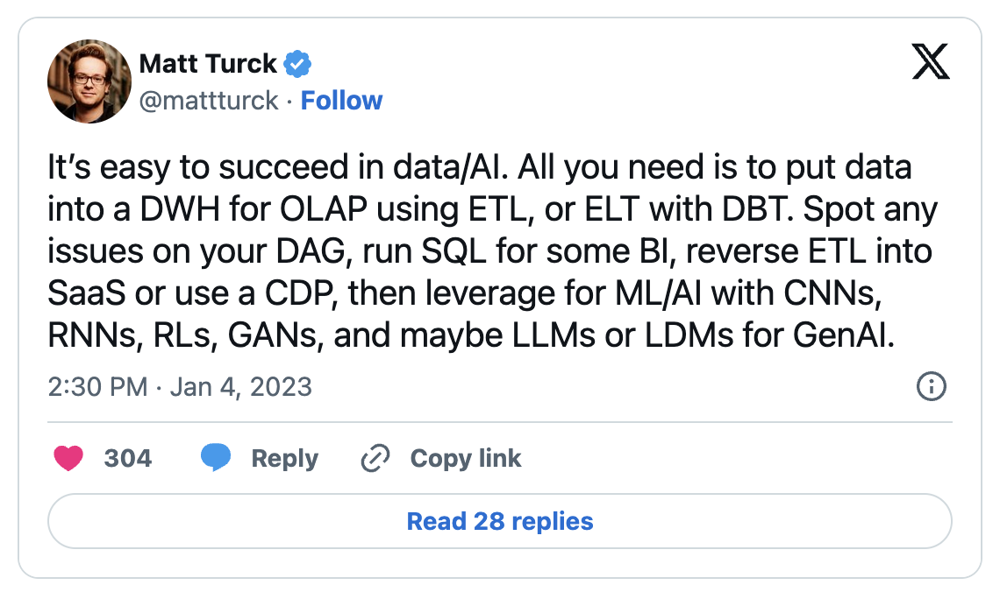 Matt Turck
@mattturck · Follow
It’s easy to succeed in data/AI. All you need is to put data
into a DWH for OLAP using ETL, or ELT with DBT. Spot any
issues on your DAG, run SQL for some BI, reverse ETL into
SaaS or use a CDP, then leverage for ML/AI with CNNs,
RNNs, RLs, GANs, and maybe LLMs or LDMs for GenAI.
2:30 PM · Jan 4, 2023
304 Reply Copy link
Read 28 replies